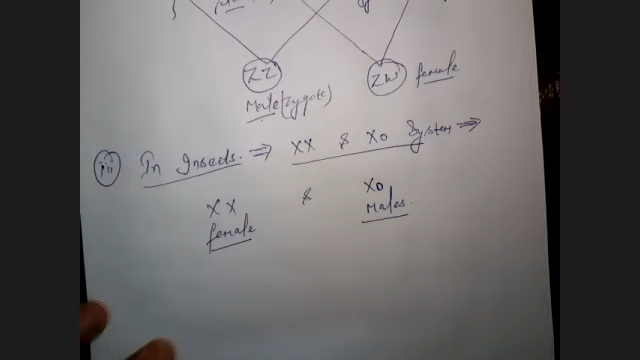 ZZ
ZW
female
Male (Zygote)
(iii) In Insects. ⇒ XX & XO System ⇒
XX & XO
female
Males.